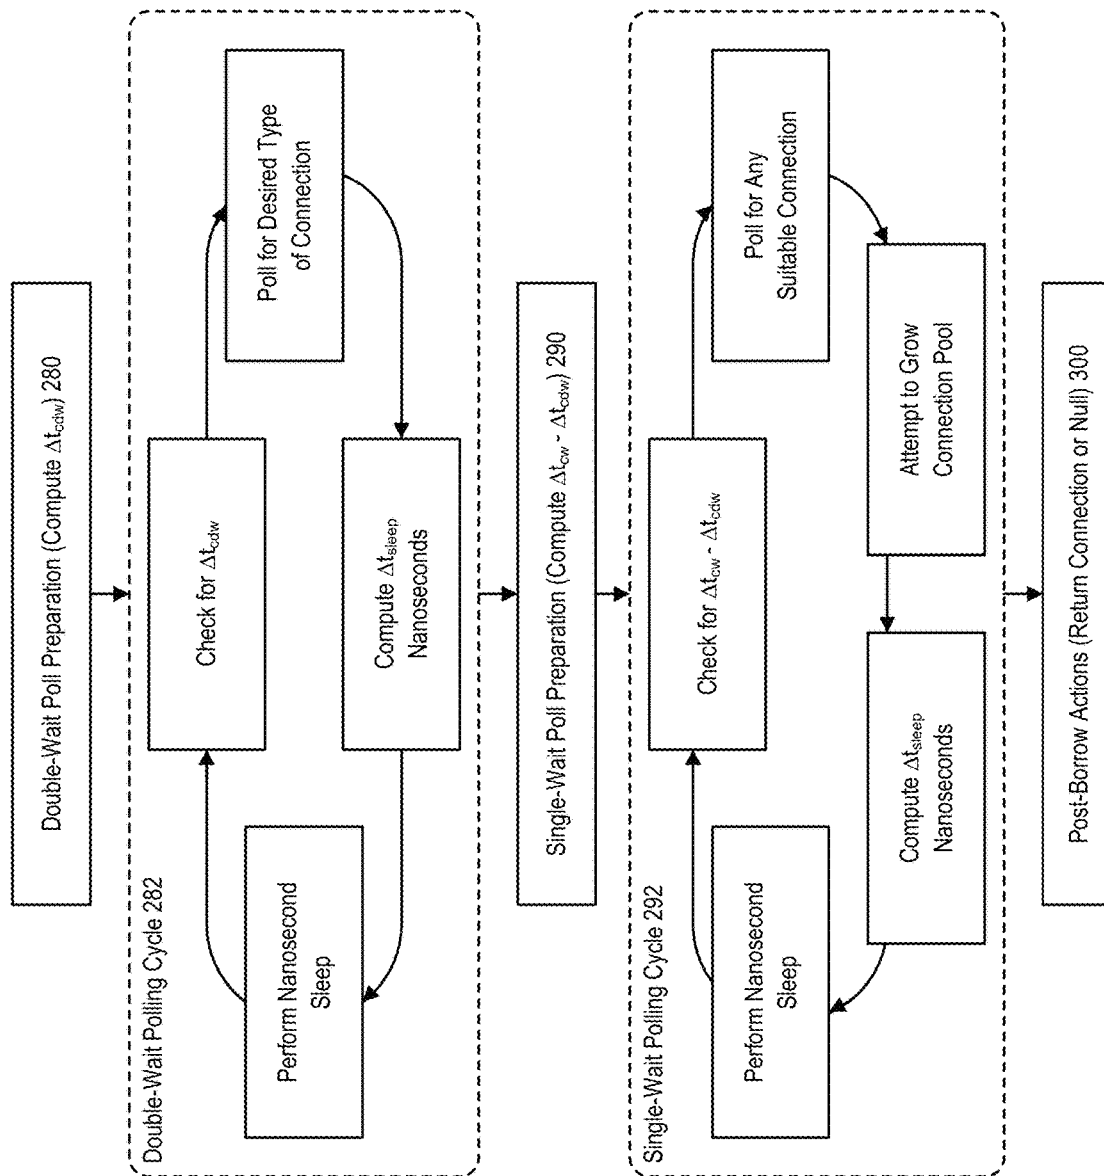 Double-Wait Poll Preparation (Compute Δt_cdw) 280
Double-Wait Polling Cycle 282
Check for Δt_cdw
Poll for Desired Type
of Connection
Compute Δt_sleep
Nanoseconds
Perform Nanosecond
Sleep
Single-Wait Poll Preparation (Compute Δt_cw - Δt_cdw) 290
Single-Wait Polling Cycle 292
Check for Δt_cw - Δt_cdw
Poll for Any
Suitable Connection
Attempt to Grow
Connection Pool
Compute Δt_sleep
Nanoseconds
Perform Nanosecond
Sleep
Post-Borrow Actions (Return Connection or Null) 300